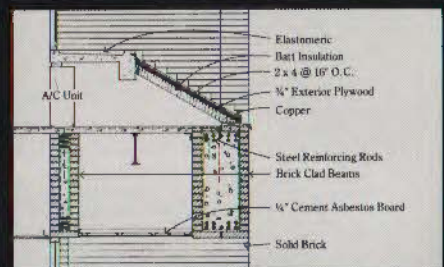 Elastomeric
Batt Insulation
2 x 4 @ 16" O.C.
¾" Exterior Plywood
A/C Unit
Copper
Steel Reinforcing Rods
Brick Clad Beams
¼" Cement Asbestos Board
Solid Brick